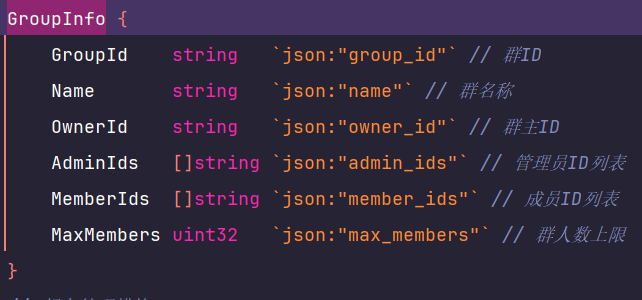 GroupInfo {
GroupId string `json:"group_id"` // 群ID
Name string `json:"name"` // 群名称
OwnerId string `json:"owner_id"` // 群主ID
AdminIds []string `json:"admin_ids"` // 管理员ID列表
MemberIds []string `json:"member_ids"` // 成员ID列表
MaxMembers uint32 `json:"max_members"` // 群人数上限
}